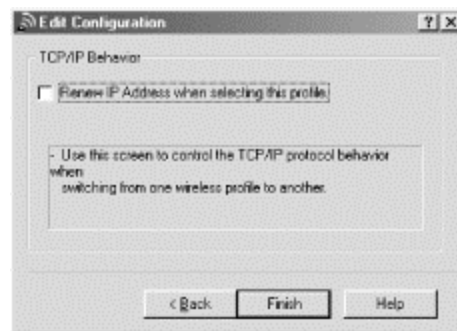 Edit Configuration
? X
TCP/IP Behavior
Renew IP Address when selecting this profile.
- Use this screen to control the TCP/IP protocol behavior
when
switching from one wireless profile to another.
< Back Finish Help